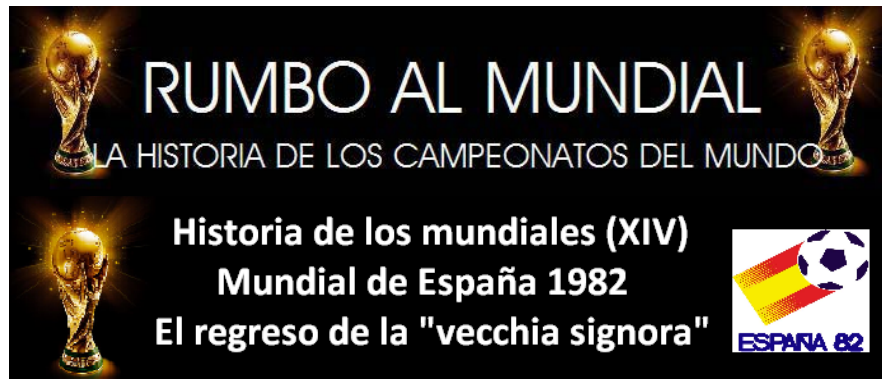 RUMBO AL MUNDIAL
LA HISTORIA DE LOS CAMPEONATOS DEL MUNDO
Historia de los mundiales (XIV)
Mundial de España 1982
El regreso de la "vecchia signora"
ESPAÑA 82